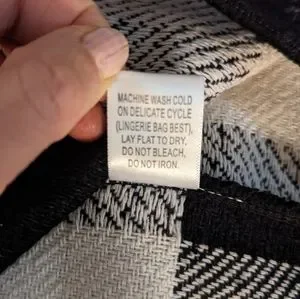 MACHINE WASH COLD
ON DELICATE CYCLE
(LINGERIE BAG BEST),
LAY FLAT TO DRY,
DO NOT BLEACH,
DO NOT IRON.